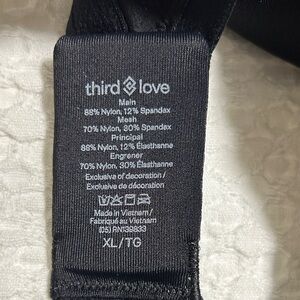 third love
Main
88% Nylon, 12% Spandex
Mesh
70% Nylon, 30% Spandex
Principal
88% Nylon, 12% Élasthanne
Engrener
70% Nylon, 30% Élasthanne
Exclusive of decoration /
Exclusive de décoration
Made in Vietnam /
Fabriqué au Vietnam
(05) RN139833
XL/TG